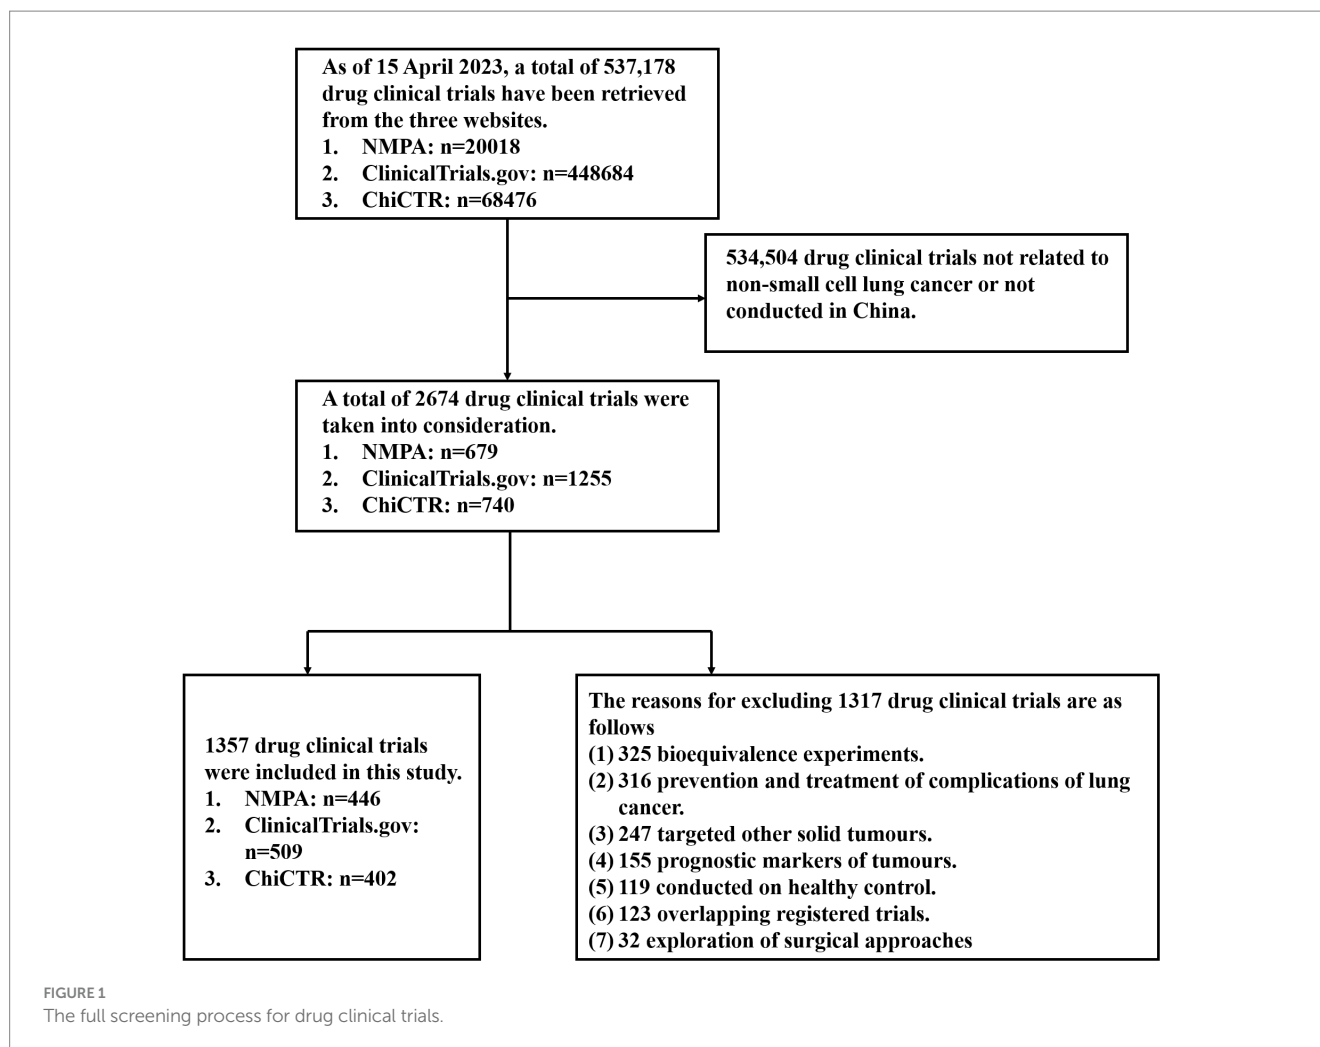 As of 15 April 2023, a total of 537,178
drug clinical trials have been retrieved
from the three websites.
1. NMPA: n=20018
2. ClinicalTrials.gov: n=448684
3. ChiCTR: n=68476
534,504 drug clinical trials not related to
non-small cell lung cancer or not
conducted in China.
A total of 2674 drug clinical trials were
taken into consideration.
1. NMPA: n=679
2. ClinicalTrials.gov: n=1255
3. ChiCTR: n=740
1357 drug clinical trials
were included in this study.
1. NMPA: n=446
2. ClinicalTrials.gov:
n=509
3. ChiCTR: n=402
The reasons for excluding 1317 drug clinical trials are as
follows
(1) 325 bioequivalence experiments.
(2) 316 prevention and treatment of complications of lung
cancer.
(3) 247 targeted other solid tumours.
(4) 155 prognostic markers of tumours.
(5) 119 conducted on healthy control.
(6) 123 overlapping registered trials.
(7) 32 exploration of surgical approaches
FIGURE 1
The full screening process for drug clinical trials.